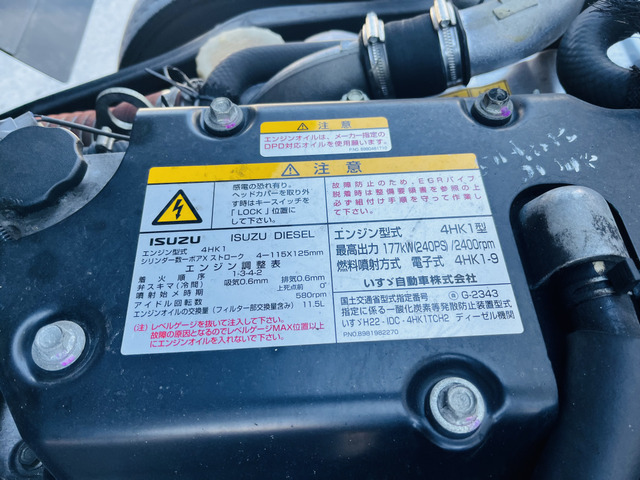 注意
エンジンオイルは、メーカー指定の
DPD対応オイルを使用願います。
注意
感電の恐れ有り。
ヘッドカバーを取り外
す時はキースイッチを
「LOCK」位置に
して下さい。
故障防止のため、EGRパイプ
脱着時は整備要領書を参照の上
必ず組付け手順を守って作業し
て下さい。
ISUZU ISUZU DIESEL
エンジン型式 4HK1
シリンダー数ーボア×ストローク 4-115X125mm
エンジン調整表
着火順序 1-3-4-2
弁スキマ(冷間) 吸気0.6mm 排気0.6mm
噴射始メ時期 上死点前 0°
アイドル回転数 580rpm
エンジンオイルの交換量(フィルター部交換量含み) 11.5L
注)レベルゲージを抜いて注入して下さい。
故障の原因となるのでレベルゲージMAX位置以上
にエンジンオイルを入れないで下さい。
エンジン型式 4HK1型
最高出力 177kW(240PS)/2400rpm
燃料噴射方式 電子式 4HK1-9
いすゞ自動車株式会社
国土交通省型式指定番号 G-2343
指定に係る一酸化炭素等発散防止装置型式
いすゞH22-IDC-4HK1TCH2 ディーゼル機関
PNO.8981982270